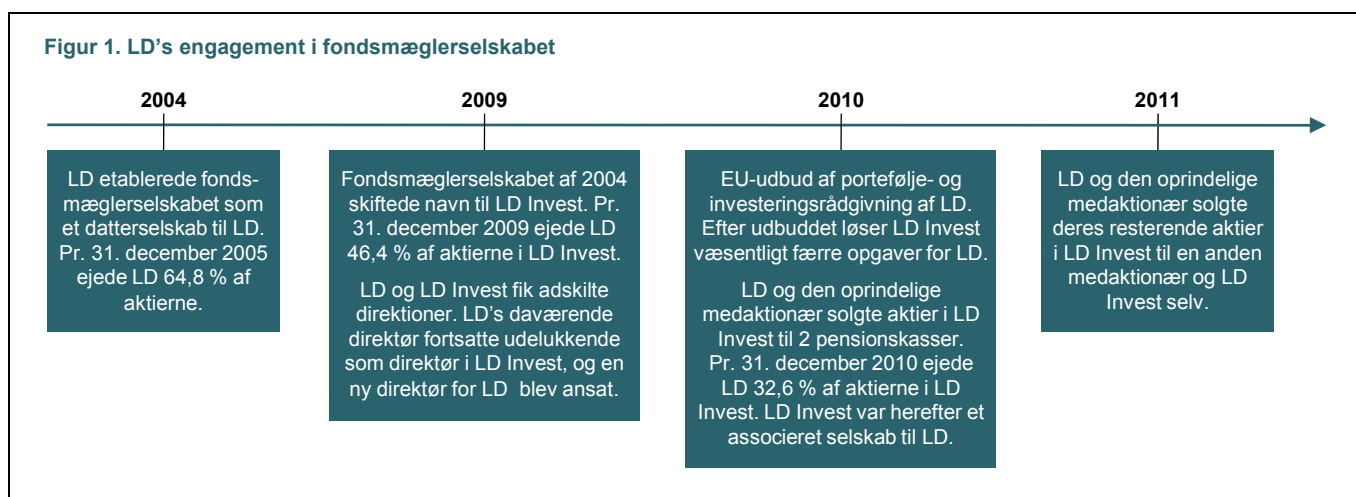 Figur 1. LD's engagement i fondsmæglerselskabet
2004
2009
2010
2011
LD etablerede fonds-
mæglerselskabet som
et datterselskab til LD.
Pr. 31. december 2005
ejede LD 64,8 % af
aktierne.
Fondsmæglerselskabet af 2004
skiftede navn til LD Invest. Pr.
31. december 2009 ejede LD
46,4 % af aktierne i LD Invest.
LD og LD Invest fik adskilte
direktioner. LD's daværende
direktør fortsatte udelukkende
som direktør i LD Invest, og en
ny direktør for LD blev ansat.
EU-udbud af portefølje- og
investeringsrådgivning af LD.
Efter udbuddet løser LD Invest
væsentligt færre opgaver for LD.
LD og den oprindelige
medaktionær solgte aktier i LD
Invest til 2 pensionskasser.
Pr. 31. december 2010 ejede
LD 32,6 % af aktierne i LD
Invest. LD Invest var herefter et
associeret selskab til LD.
LD og den oprindelige
medaktionær solgte
deres resterende aktier
i LD Invest til en anden
medaktionær og LD
Invest selv.